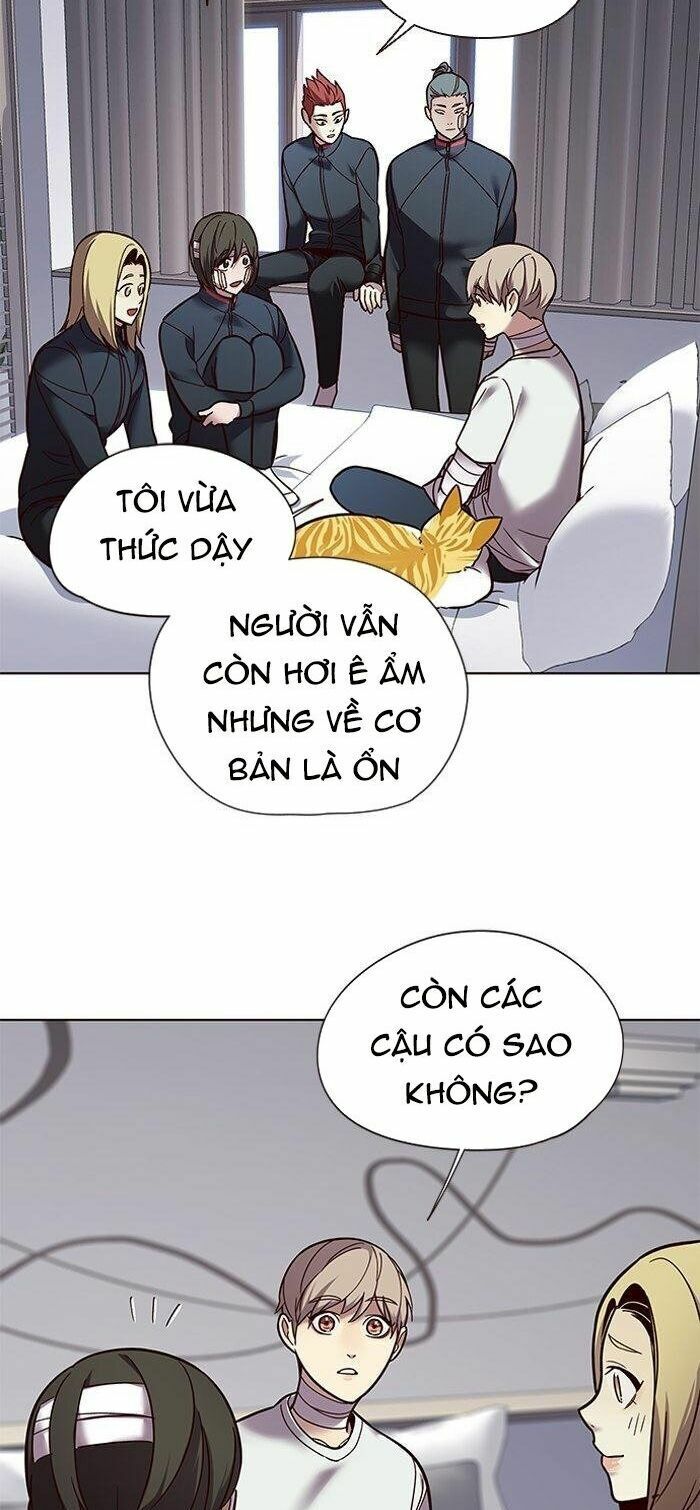 TÔI VỪA
THỨC DẬY
NGƯỜI VẪN
CÒN HƠI Ê ẨM
NHƯNG VỀ CƠ
BẢN LÀ ỔN
CÒN CÁC
CẬU CÓ SAO
KHÔNG?